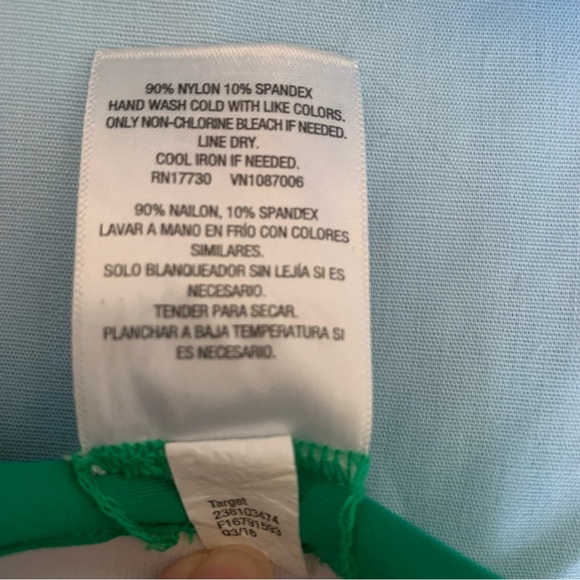 90% NYLON 10% SPANDEX
HAND WASH COLD WITH LIKE COLORS.
ONLY NON-CHLORINE BLEACH IF NEEDED.
LINE DRY.
COOL IRON IF NEEDED.
RN17730 VN1087006
90% NAILON, 10% SPANDEX
LAVAR A MANO EN FRÍO CON COLORES
SIMILARES.
SOLO BLANQUEADOR SIN LEJÍA SI ES
NECESARIO.
TENDER PARA SECAR.
PLANCHAR A BAJA TEMPERATURA SI
ES NECESARIO.
Target
238103474
F16791593
Q3/16